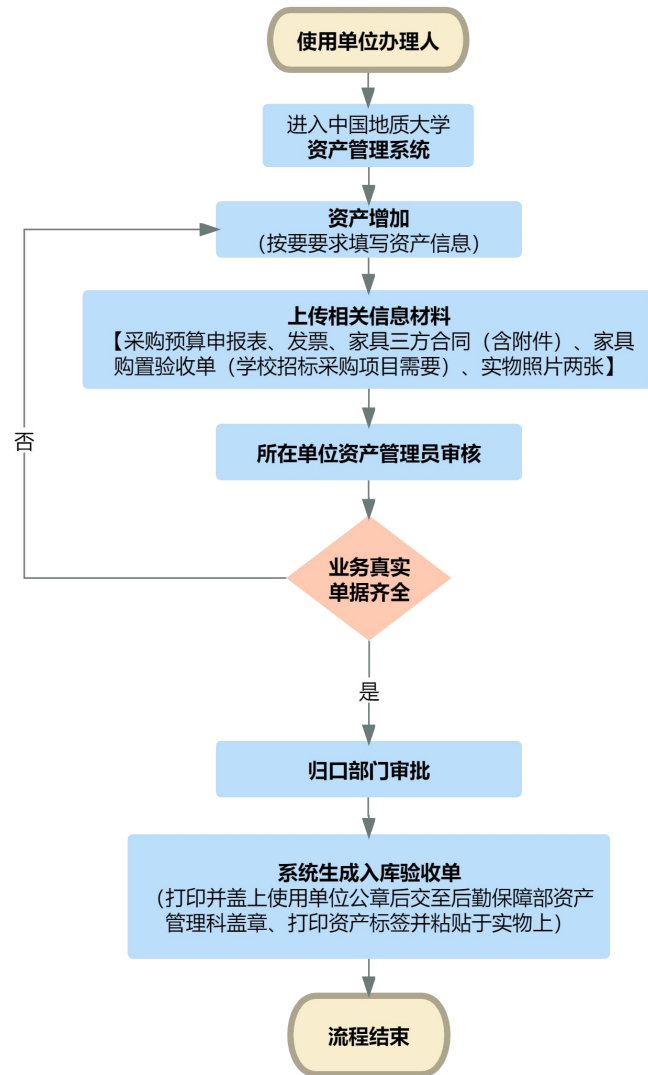 使用单位办理人
进入中国地质大学
资产管理系统
资产增加
（按要要求填写资产信息）
上传相关信息材料
【采购预算申报表、发票、家具三方合同（含附件）、家具
购置验收单（学校招标采购项目需要）、实物照片两张】
否
所在单位资产管理员审核
业务真实
单据齐全
是
归口部门审批
系统生成入库验收单
（打印并盖上使用单位公章后交至后勤保障部资产
管理科盖章、打印资产标签并粘贴于实物上）
流程结束